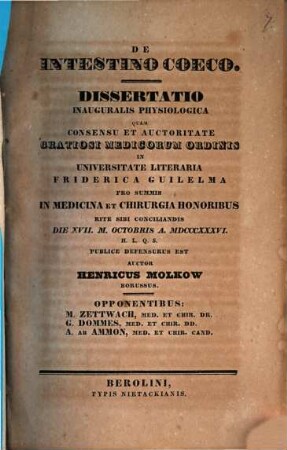 DE
INTESTINO COECO.
DISSERTATIO
INAUGURALIS PHYSIOLOGICA
QUAM
CONSENSU ET AUCTORITATE
GRATIOSI MEDICORUM ORDINIS
IN
UNIVERSITATE LITERARIA
FRIDERICA GUILELMA
PRO SUMMIS
IN MEDICINA ET CHIRURGIA HONORIBUS
RITE SIBI CONCILIANDIS
DIE XVII. M. OCTOBRIS A. MDCCCXXXVI.
H. L. Q. S.
PUBLICE DEFENSURUS EST
AUCTOR
HENRICUS MOLKOW
BORUSSUS.
OPPONENTIBUS:
M. ZETTWACH, MED. ET CHIR. DR.
G. DOMMES, MED. ET CHIR. DD.
A. AB AMMON, MED. ET CHIR. CAND.
BEROLINI,
TYPIS NIETACKIANIS.